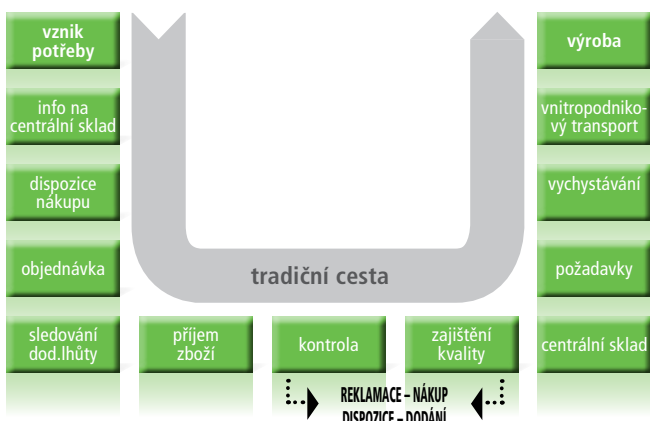 vznik
potřeby
info na
centrální sklad
dispozice
nákupu
objednávka
sledování
dod.lhůty
příjem
zboží
kontrola
zajištění
kvality
centrální sklad
požadavky
vychystávání
vnitropodniko-
vý transport
výroba
tradiční cesta
REKLAMACE – NÁKUP
DISPOZICE – DODÁNÍ